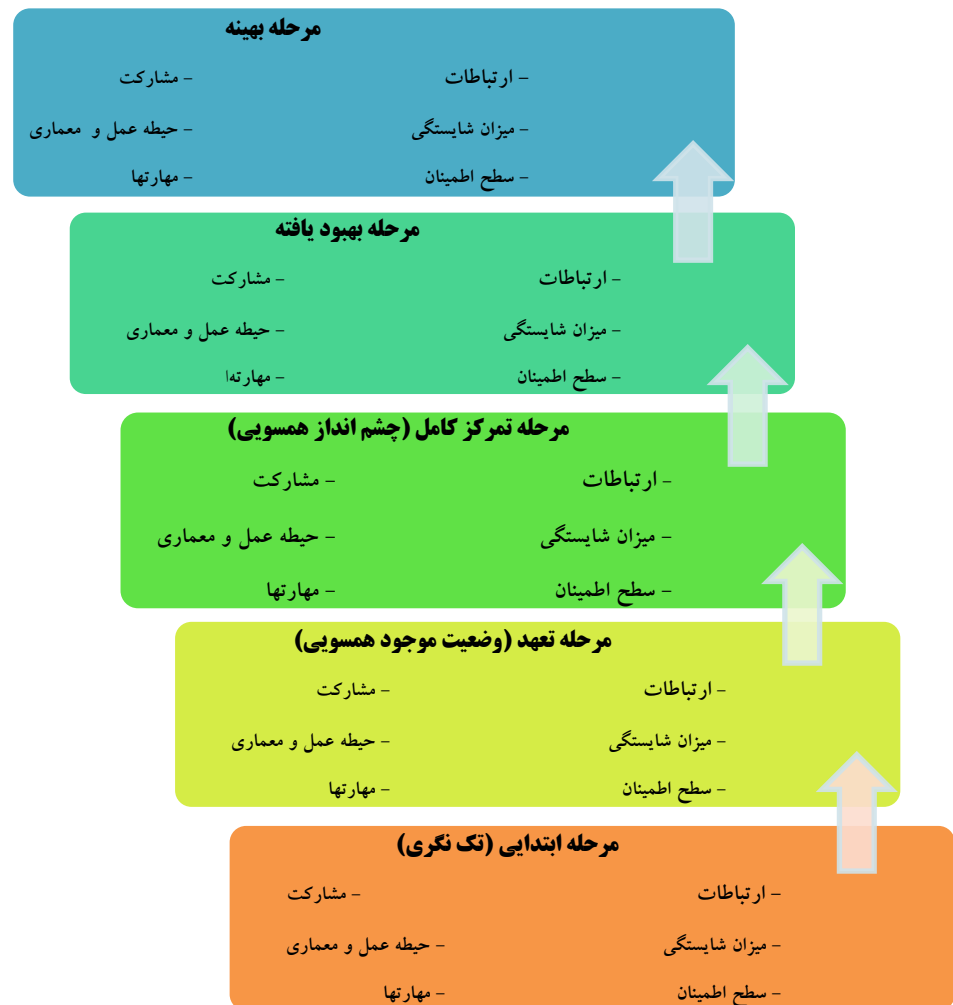 مرحله بهینه
- ارتباطات - مشارکت
- میزان شایستگی - حیطه عمل و معماری
- سطح اطمینان - مهارتها
مرحله بهبود یافته
- ارتباطات - مشارکت
- میزان شایستگی - حیطه عمل و معماری
- سطح اطمینان - مهارتها
مرحله تمرکز کامل (چشم انداز همسویی)
- ارتباطات - مشارکت
- میزان شایستگی - حیطه عمل و معماری
- سطح اطمینان - مهارتها
مرحله تعهد (وضعیت موجود همسویی)
- ارتباطات - مشارکت
- میزان شایستگی - حیطه عمل و معماری
- سطح اطمینان - مهارتها
مرحله ابتدایی (تک نگری)
- ارتباطات - مشارکت
- میزان شایستگی - حیطه عمل و معماری
- سطح اطمینان - مهارتها